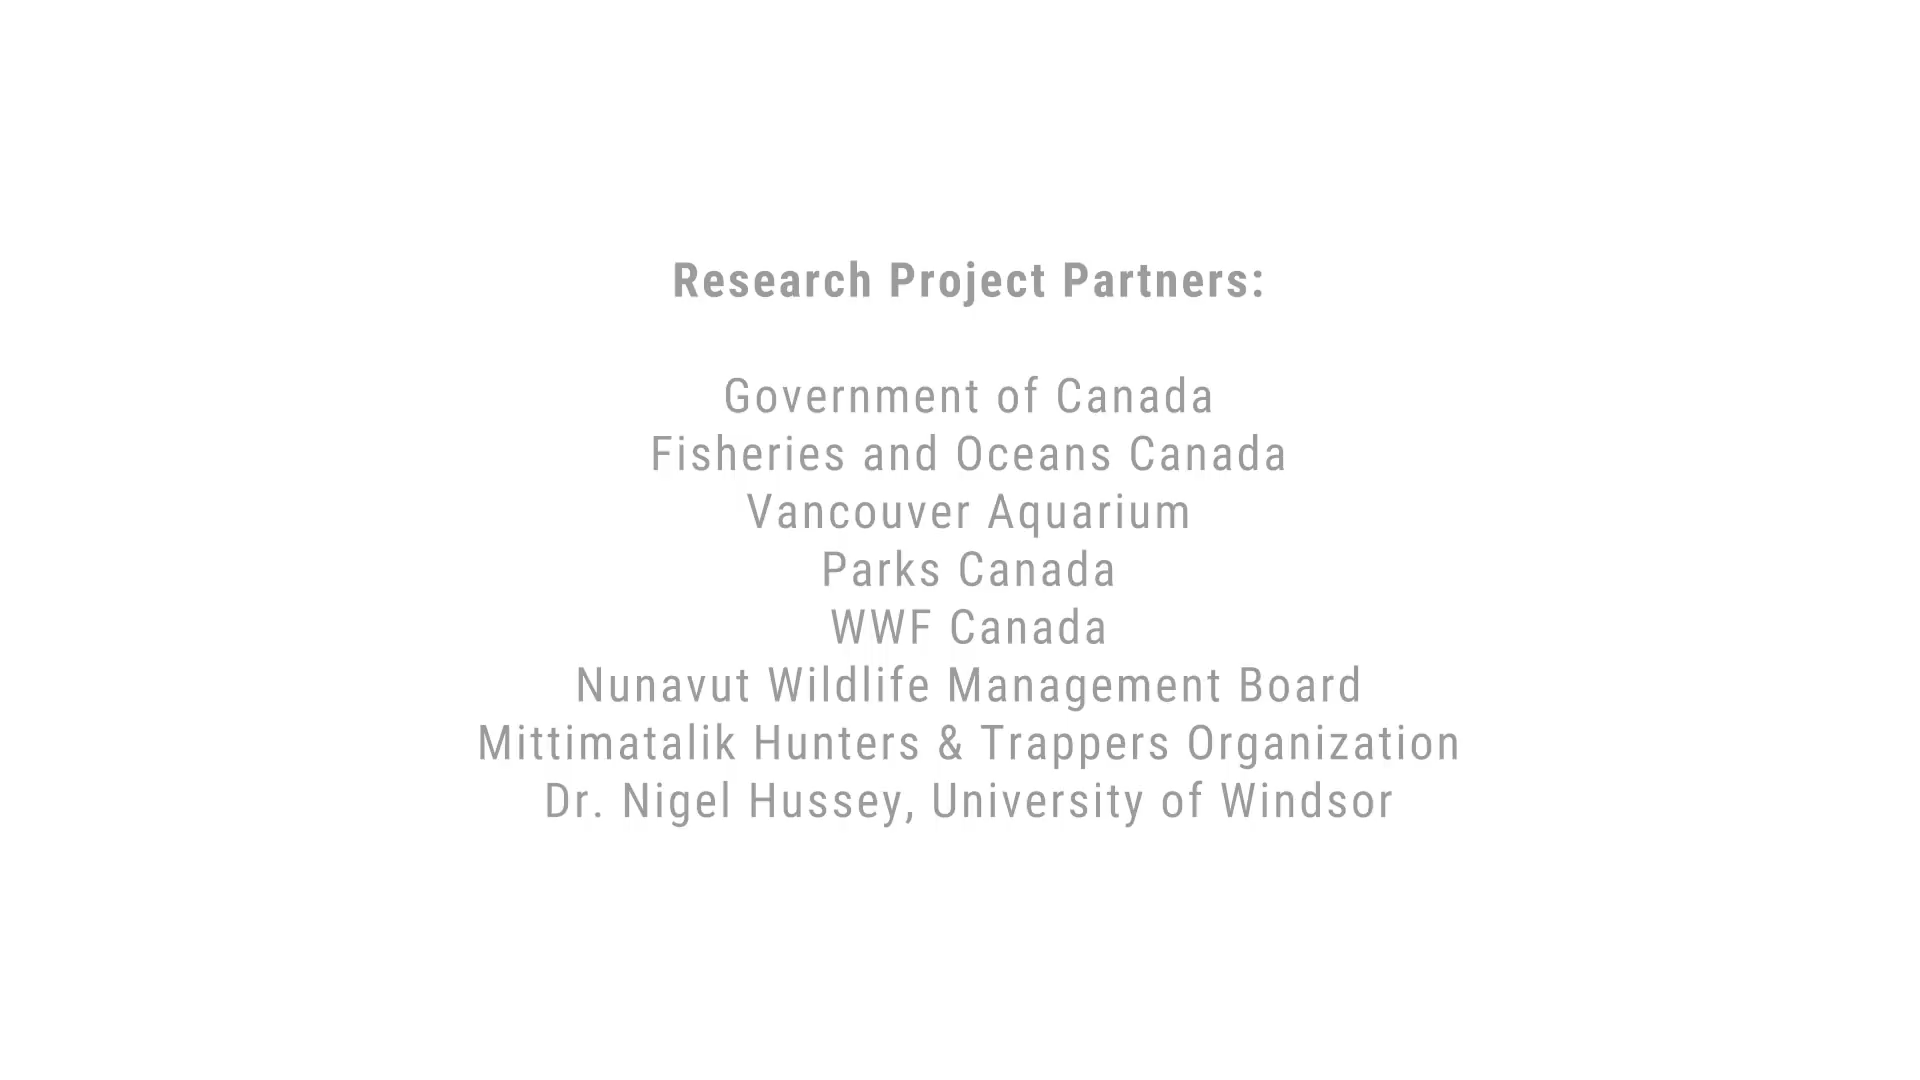 Research Project Partners:
Government of Canada
Fisheries and Oceans Canada
Vancouver Aquarium
Parks Canada
WWF Canada
Nunavut Wildlife Management Board
Mittimatalik Hunters & Trappers Organization
Dr. Nigel Hussey, University of Windsor